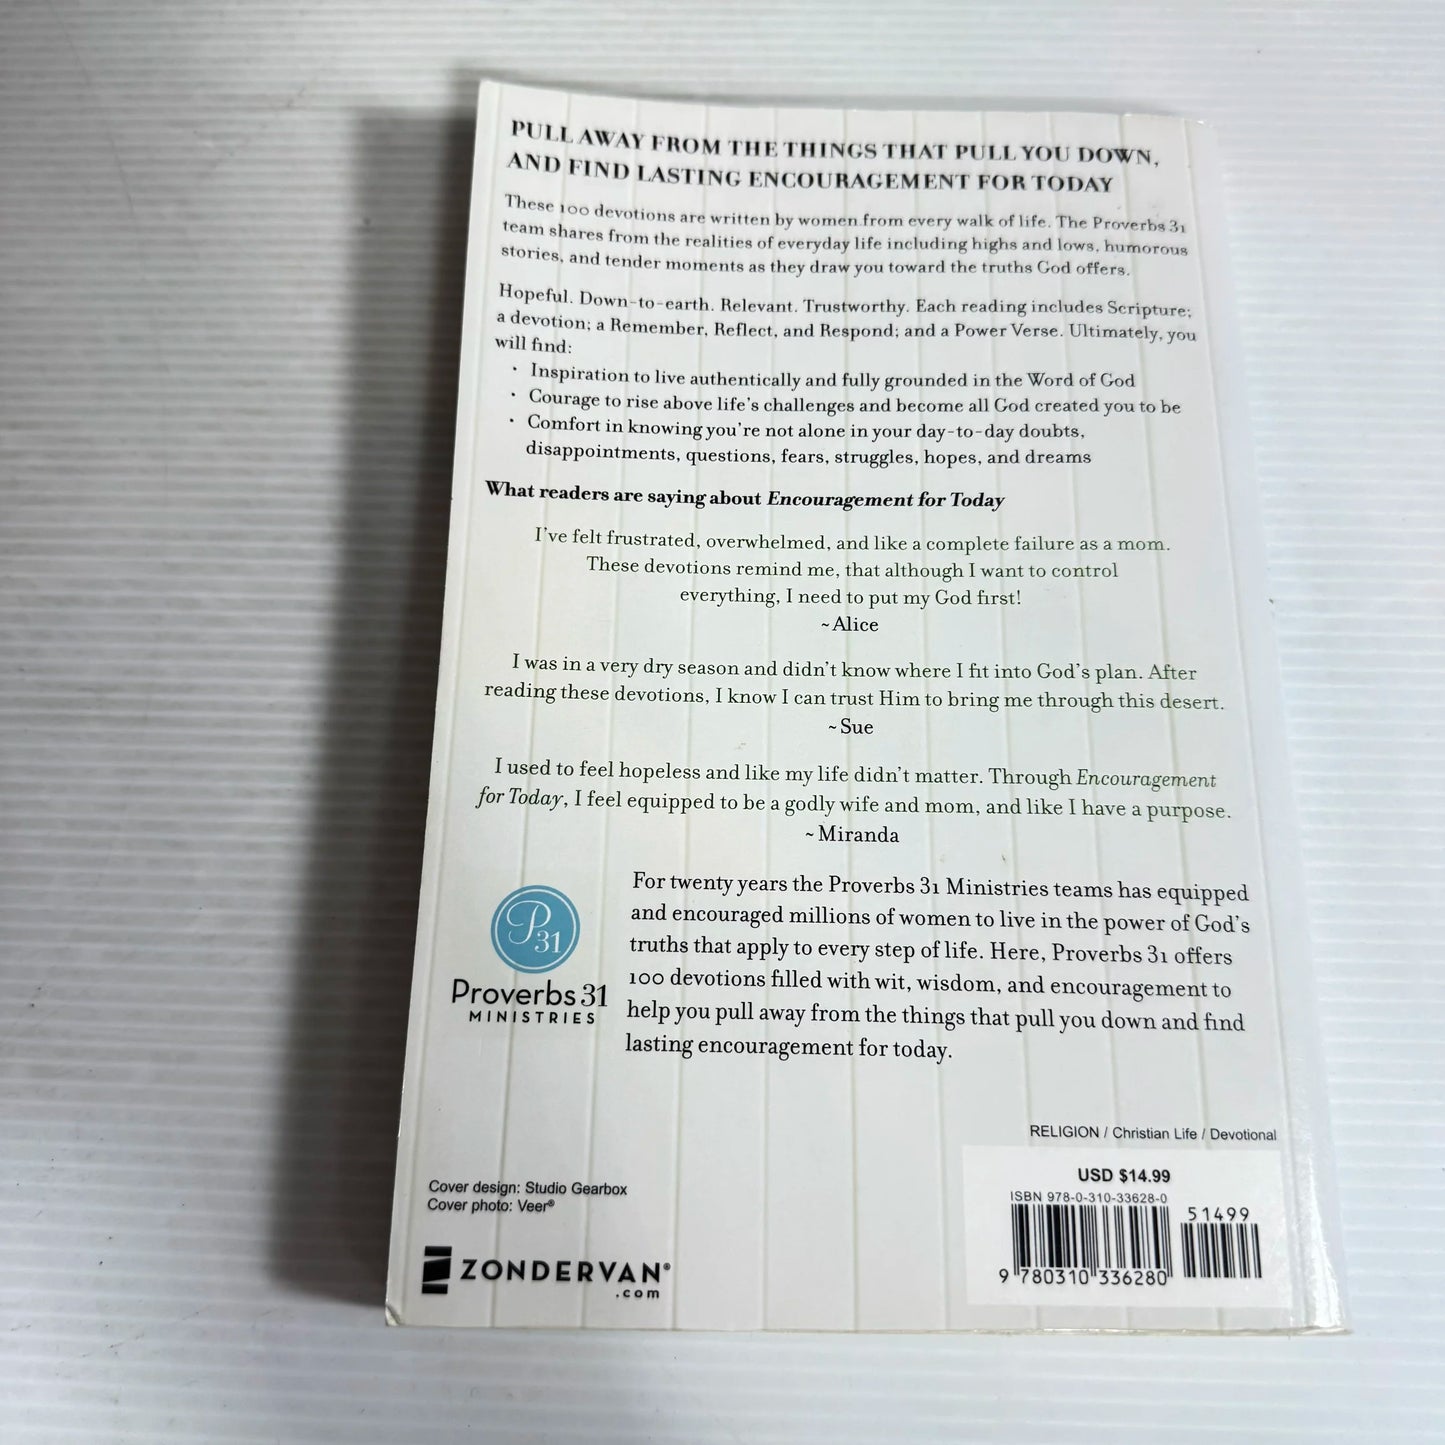 PULL AWAY FROM THE THINGS THAT PULL YOU DOWN,
AND FIND LASTING ENCOURAGEMENT FOR TODAY
These 100 devotions are written by women from every walk of life. The Proverbs 31
team shares from the realities of everyday life including highs and lows, humorous
stories, and tender moments as they draw you toward the truths God offers.
Hopeful. Down-to-earth. Relevant. Trustworthy. Each reading includes Scripture;
a devotion; a Remember, Reflect, and Respond; and a Power Verse. Ultimately, you
will find:
· Inspiration to live authentically and fully grounded in the Word of God
· Courage to rise above life's challenges and become all God created you to be
· Comfort in knowing you're not alone in your day-to-day doubts,
disappointments, questions, fears, struggles, hopes, and dreams
What readers are saying about Encouragement for Today
I've felt frustrated, overwhelmed, and like a complete failure as a mom.
These devotions remind me, that although I want to control
everything, I need to put my God first!
~Alice
I was in a very dry season and didn't know where I fit into God's plan. After
reading these devotions, I know I can trust Him to bring me through this desert.
~Sue
I used to feel hopeless and like my life didn't matter. Through Encouragement
for Today, I feel equipped to be a godly wife and mom, and like I have a purpose.
~Miranda
P31
Proverbs 31
MINISTRIES
For twenty years the Proverbs 31 Ministries teams has equipped
and encouraged millions of women to live in the power of God's
truths that apply to every step of life. Here, Proverbs 31 offers
100 devotions filled with wit, wisdom, and encouragement to
help you pull away from the things that pull you down and find
lasting encouragement for today.
RELIGION / Christian Life / Devotional
USD $14.99
ISBN 978-0-310-33628-0
51499
9 780310 336280
Cover design: Studio Gearbox
Cover photo: Veer®
ZONDERVAN®
.com